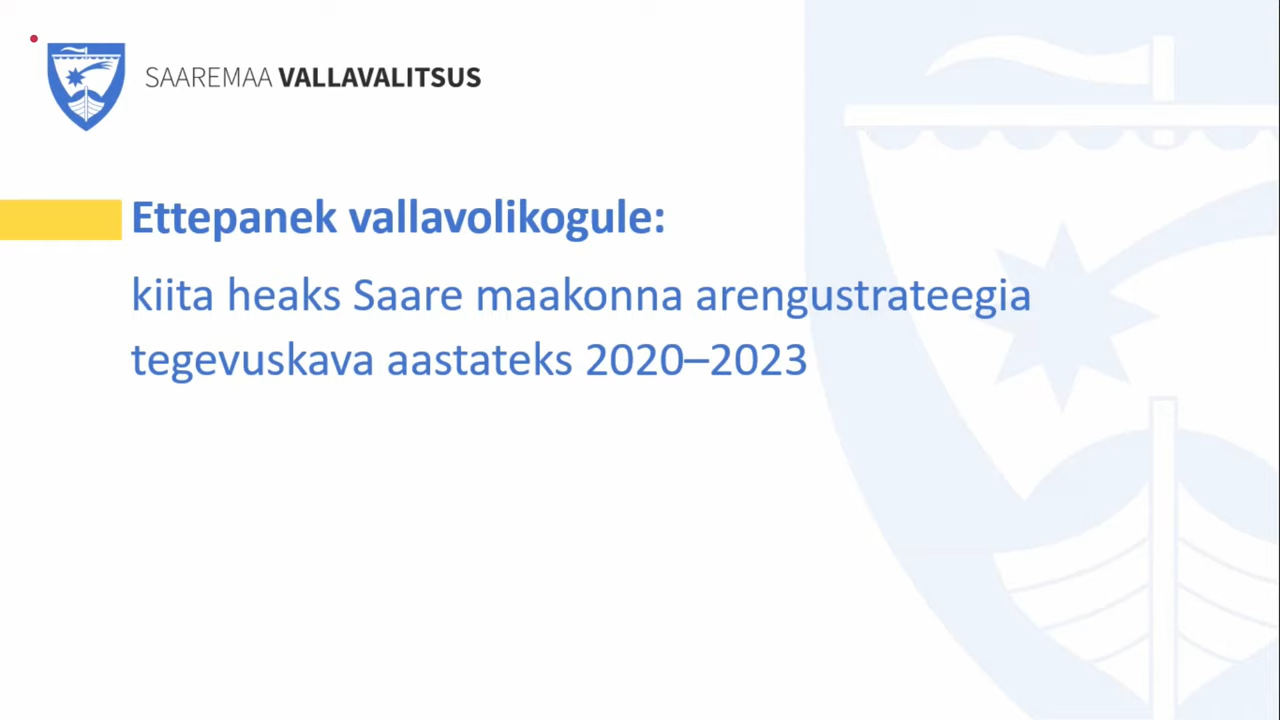 SAAREMAA VALLAVALITSUS
Ettepanek vallavolikogule:
kiita heaks Saare maakonna arengustrateegia
tegevuskava aastateks 2020–2023